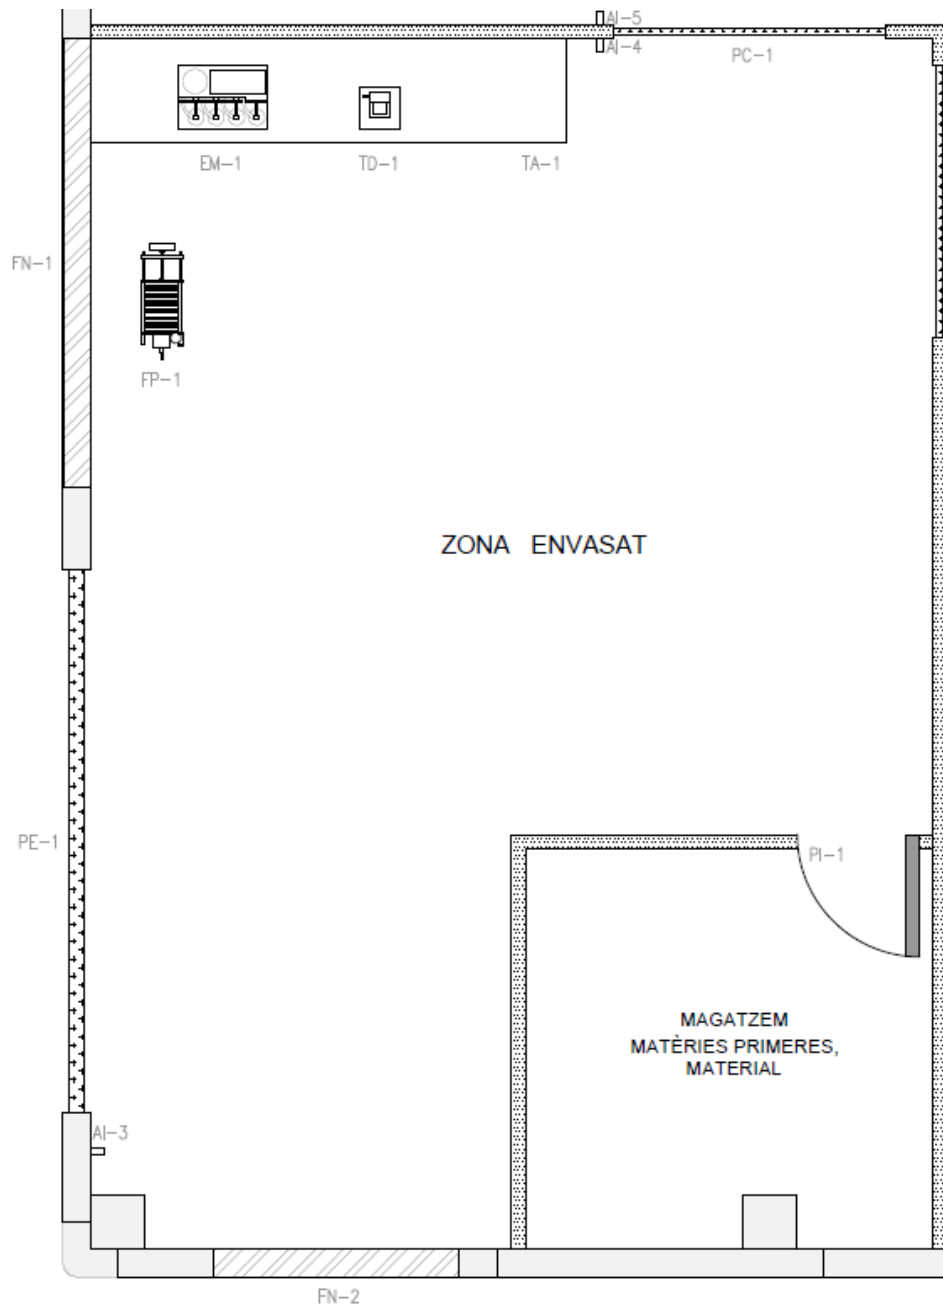 AI-5
AI-4
PC-1
EM-1
TD-1
TA-1
FN-1
FP-1
ZONA ENVASAT
PE-1
PI-1
MAGATZEM
MATÈRIES PRIMERES,
MATERIAL
AI-3
FN-2